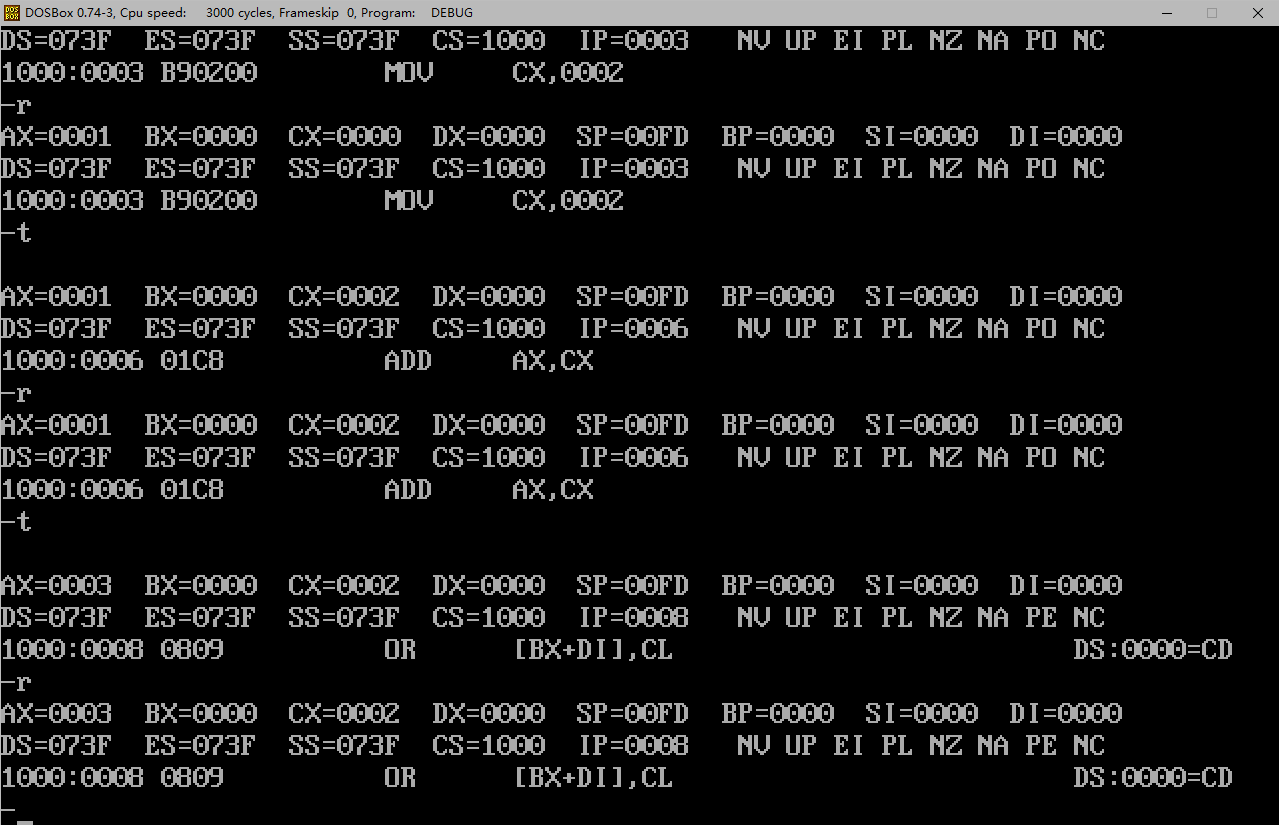 DOSBox 0.74-3, Cpu speed: 3000 cycles, Frameskip 0, Program: DEBUG
DS=073F ES=073F SS=073F CS=1000 IP=0003 NV UP EI PL NZ NA PO NC
1000:0003 B90200 MOV CX,0002
-r
AX=0001 BX=0000 CX=0000 DX=0000 SP=00FD BP=0000 SI=0000 DI=0000
DS=073F ES=073F SS=073F CS=1000 IP=0003 NV UP EI PL NZ NA PO NC
1000:0003 B90200 MOV CX,0002
-t
AX=0001 BX=0000 CX=0002 DX=0000 SP=00FD BP=0000 SI=0000 DI=0000
DS=073F ES=073F SS=073F CS=1000 IP=0006 NV UP EI PL NZ NA PO NC
1000:0006 01C8 ADD AX,CX
-r
AX=0001 BX=0000 CX=0002 DX=0000 SP=00FD BP=0000 SI=0000 DI=0000
DS=073F ES=073F SS=073F CS=1000 IP=0006 NV UP EI PL NZ NA PO NC
1000:0006 01C8 ADD AX,CX
-t
AX=0003 BX=0000 CX=0002 DX=0000 SP=00FD BP=0000 SI=0000 DI=0000
DS=073F ES=073F SS=073F CS=1000 IP=0008 NV UP EI PL NZ NA PE NC
1000:0008 0809 OR [BX+DI],CL DS:0000=CD
-r
AX=0003 BX=0000 CX=0002 DX=0000 SP=00FD BP=0000 SI=0000 DI=0000
DS=073F ES=073F SS=073F CS=1000 IP=0008 NV UP EI PL NZ NA PE NC
1000:0008 0809 OR [BX+DI],CL DS:0000=CD
-